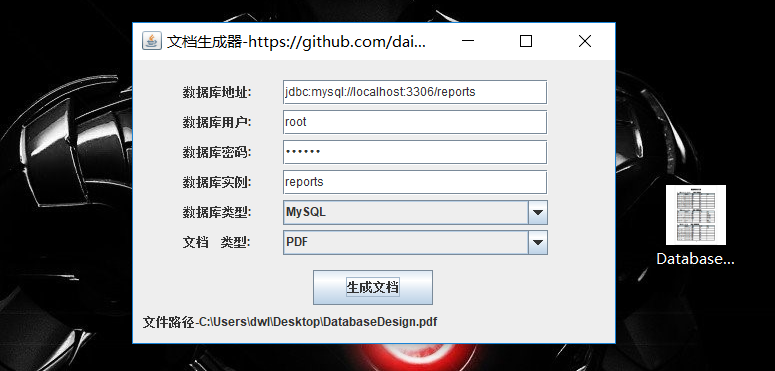 文档生成器-https://github.com/dai...
数据库地址: jdbc:mysql://localhost:3306/reports
数据库用户: root
数据库密码: ••••••
数据库实例: reports
数据库类型: MySQL
文档 类型: PDF
生成文档
文件路径-C:\Users\dwl\Desktop\DatabaseDesign.pdf
Database...